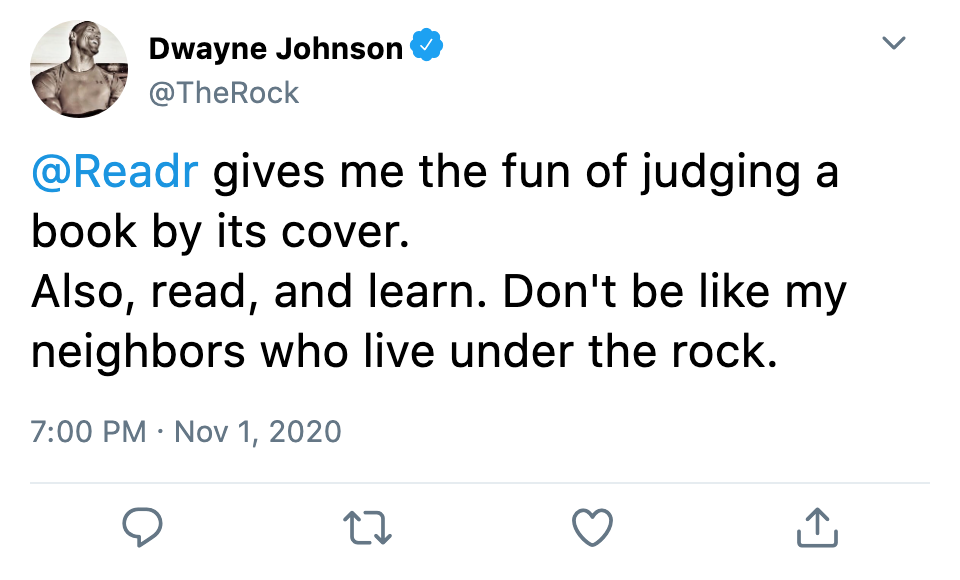 Dwayne Johnson
@TheRock
@Readr gives me the fun of judging a
book by its cover.
Also, read, and learn. Don't be like my
neighbors who live under the rock.
7:00 PM · Nov 1, 2020